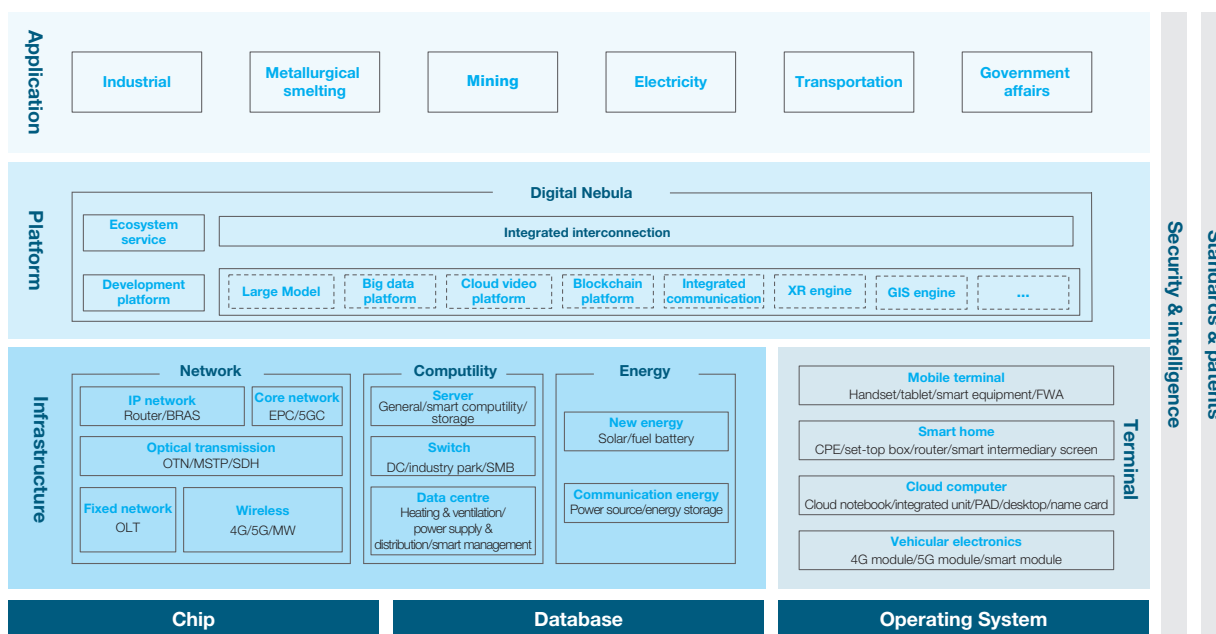 Application
Industrial
Metallurgical
smelting
Mining
Electricity
Transportation
Government
affairs
Platform
Digital Nebula
Ecosystem
service
Integrated interconnection
Development
platform
Large Model
Big data
platform
Cloud video
platform
Blockchain
platform
Integrated
communication
XR engine
GIS engine
...
Infrastructure
Network
IP network
Router/BRAS
Core network
EPC/5GC
Optical transmission
OTN/MSTP/SDH
Fixed network
OLT
Wireless
4G/5G/MW
Computility
Server
General/smart computility/
storage
Switch
DC/industry park/SMB
Data centre
Heating & ventilation/
power supply &
distribution/smart management
Energy
New energy
Solar/fuel battery
Communication energy
Power source/energy storage
Mobile terminal
Handset/tablet/smart equipment/FWA
Smart home
CPE/set-top box/router/smart intermediary screen
Cloud computer
Cloud notebook/integrated unit/PAD/desktop/name card
Vehicular electronics
4G module/5G module/smart module
Terminal
Chip
Database
Operating System
Security & intelligence
Standards & patents